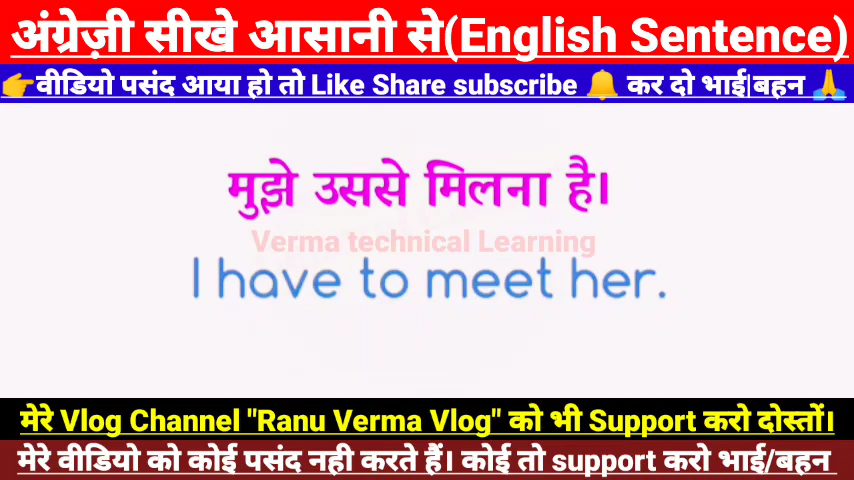 अंग्रेज़ी सीखे आसानी से(English Sentence)
👉वीडियो पसंद आया हो तो Like Share subscribe 🔔 कर दो भाई|बहन 🙏
मुझे उससे मिलना है।
Verma technical Learning
I have to meet her.
मेरे Vlog Channel "Ranu Verma Vlog" को भी Support करो दोस्तों।
मेरे वीडियो को कोई पसंद नही करते हैं। कोई तो support करो भाई/बहन